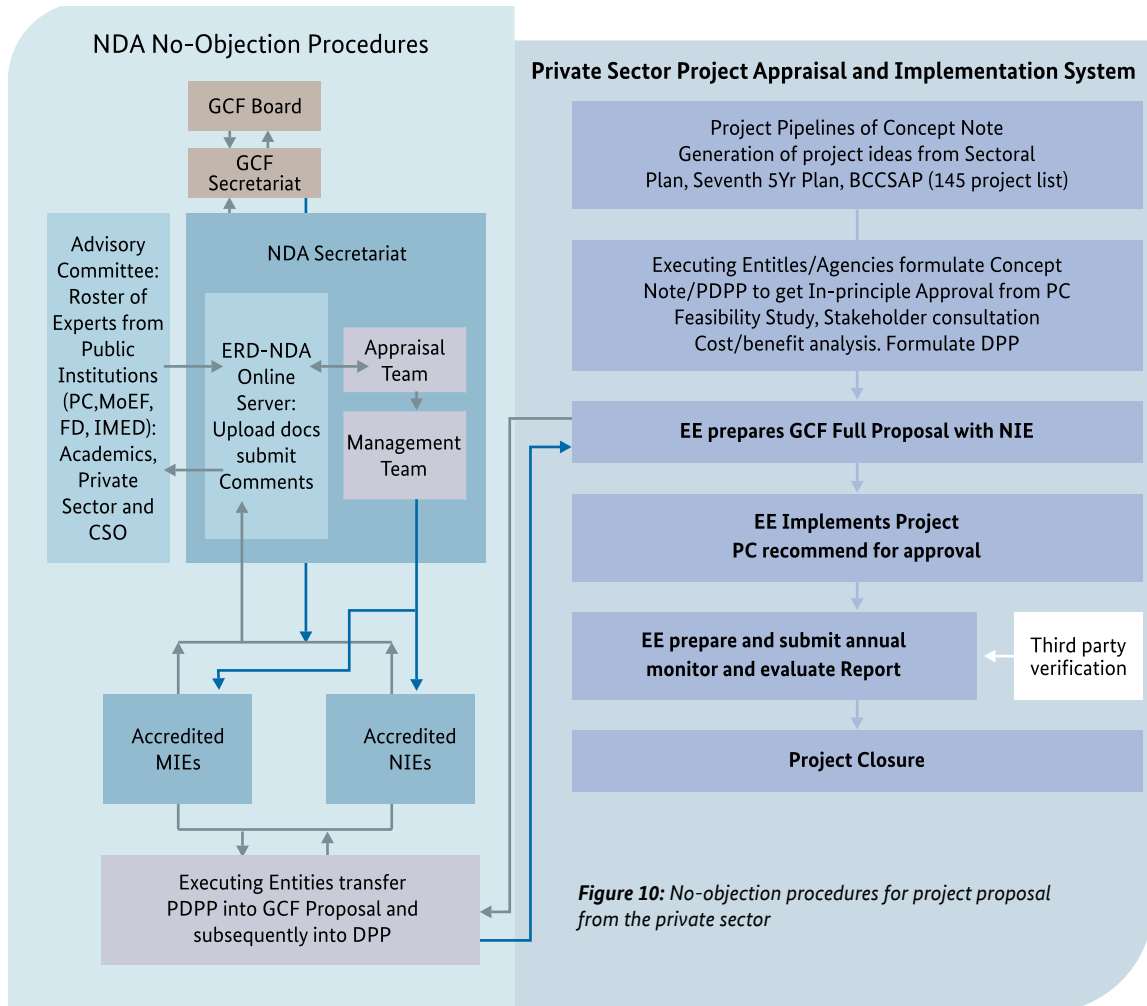 NDA No-Objection Procedures
GCF Board
GCF
Secretariat
Advisory
Committee:
Roster of
Experts from
Public
Institutions
(PC,MoEF,
FD, IMED):
Academics,
Private
Sector and
CSO
NDA Secretariat
ERD-NDA
Online
Server:
Upload docs
submit
Comments
Appraisal
Team
Management
Team
Accredited
MIEs
Accredited
NIEs
Executing Entities transfer
PDPP into GCF Proposal and
subsequently into DPP
Private Sector Project Appraisal and Implementation System
Project Pipelines of Concept Note
Generation of project ideas from Sectoral
Plan, Seventh 5Yr Plan, BCCSAP (145 project list)
Executing Entitles/Agencies formulate Concept
Note/PDPP to get In-principle Approval from PC
Feasibility Study, Stakeholder consultation
Cost/benefit analysis. Formulate DPP
EE prepares GCF Full Proposal with NIE
EE Implements Project
PC recommend for approval
EE prepare and submit annual
monitor and evaluate Report
Third party
verification
Project Closure
Figure 10: No-objection procedures for project proposal
from the private sector